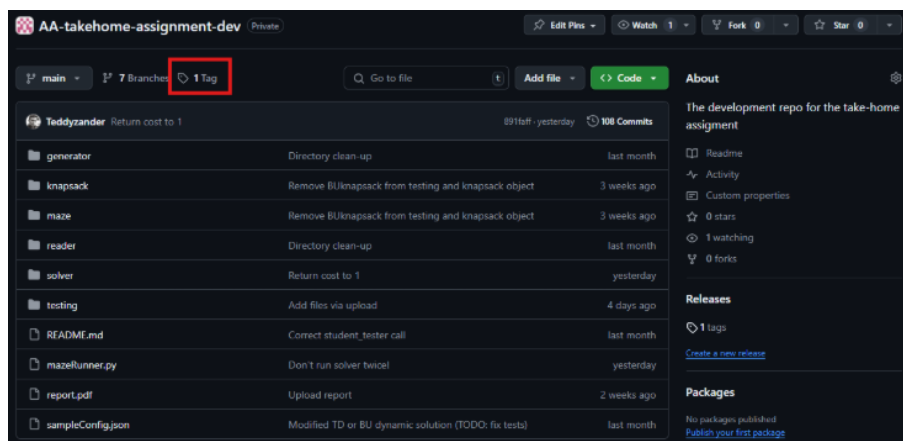 AA-takehome-assignment-dev Private
Edit Pins
Watch 1
Fork 0
Star 0
main
7 Branches
1 Tag
Go to file t
Add file
Code
Teddyzander Return cost to 1 891faff · yesterday 108 Commits
generator Directory clean-up last month
knapsack Remove BUknapsack from testing and knapsack object 3 weeks ago
maze Remove BUknapsack from testing and knapsack object 3 weeks ago
reader Directory clean-up last month
solver Return cost to 1 yesterday
testing Add files via upload 4 days ago
README.md Correct student_tester call last month
mazeRunner.py Don't run solver twice! yesterday
report.pdf Upload report 2 weeks ago
sampleConfig.json Modified TD or BU dynamic solution (TODO: fix tests) last month
About
The development repo for the take-home
assigment
Readme
Activity
Custom properties
0 stars
1 watching
0 forks
Releases
1 tags
Create a new release
Packages
No packages published
Publish your first package